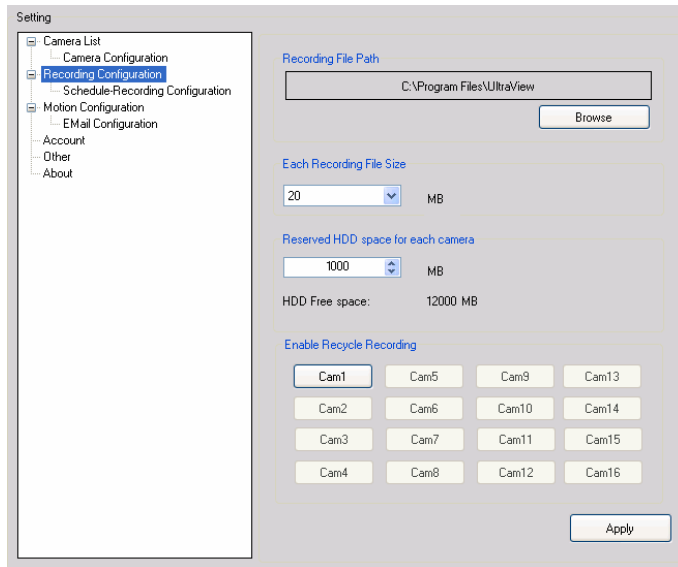 Setting
Camera List
Camera Configuration
Recording Configuration
Schedule-Recording Configuration
Motion Configuration
EMail Configuration
Account
Other
About
Recording File Path
C:\Program Files\UltraView
Browse
Each Recording File Size
20 MB
Reserved HDD space for each camera
1000 MB
HDD Free space: 12000 MB
Enable Recycle Recording
Cam1 Cam5 Cam9 Cam13
Cam2 Cam6 Cam10 Cam14
Cam3 Cam7 Cam11 Cam15
Cam4 Cam8 Cam12 Cam16
Apply